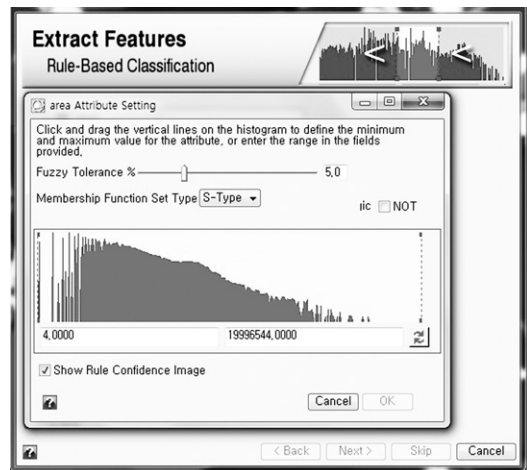 Extract Features
Rule-Based Classification
area Attribute Setting
Click and drag the vertical lines on the histogram to define the minimum
and maximum value for the attribute, or enter the range in the fields
provided,
Fuzzy Tolerance % 5,0
Membership Function Set Type S-Type
ic NOT
4,0000 19996544,0000
Show Rule Confidence Image
Cancel OK
< Back Next > Skip Cancel